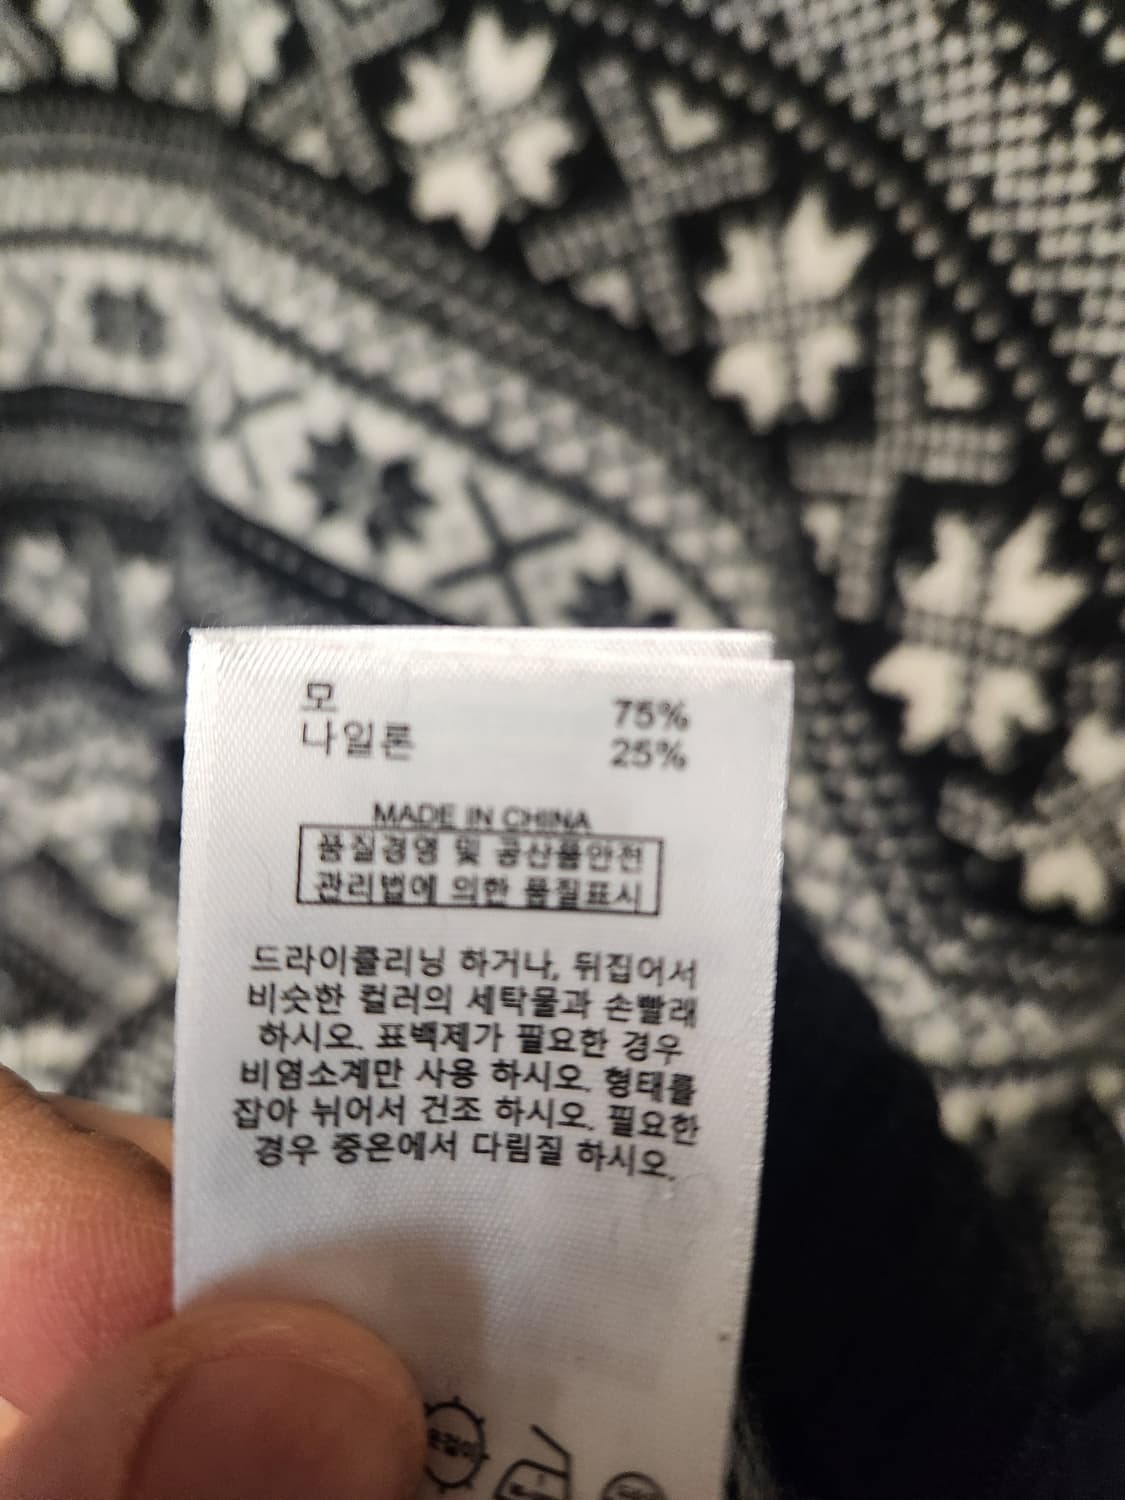 모 75%
나일론 25%
MADE IN CHINA
품질경영 및 공산품안전
관리법에 의한 품질표시
드라이클리닝 하거나, 뒤집어서
비슷한 컬러의 세탁물과 손빨래
하시오. 표백제가 필요한 경우
비염소계만 사용 하시오. 형태를
잡아 뉘어서 건조 하시오. 필요한
경우 중온에서 다림질 하시오.